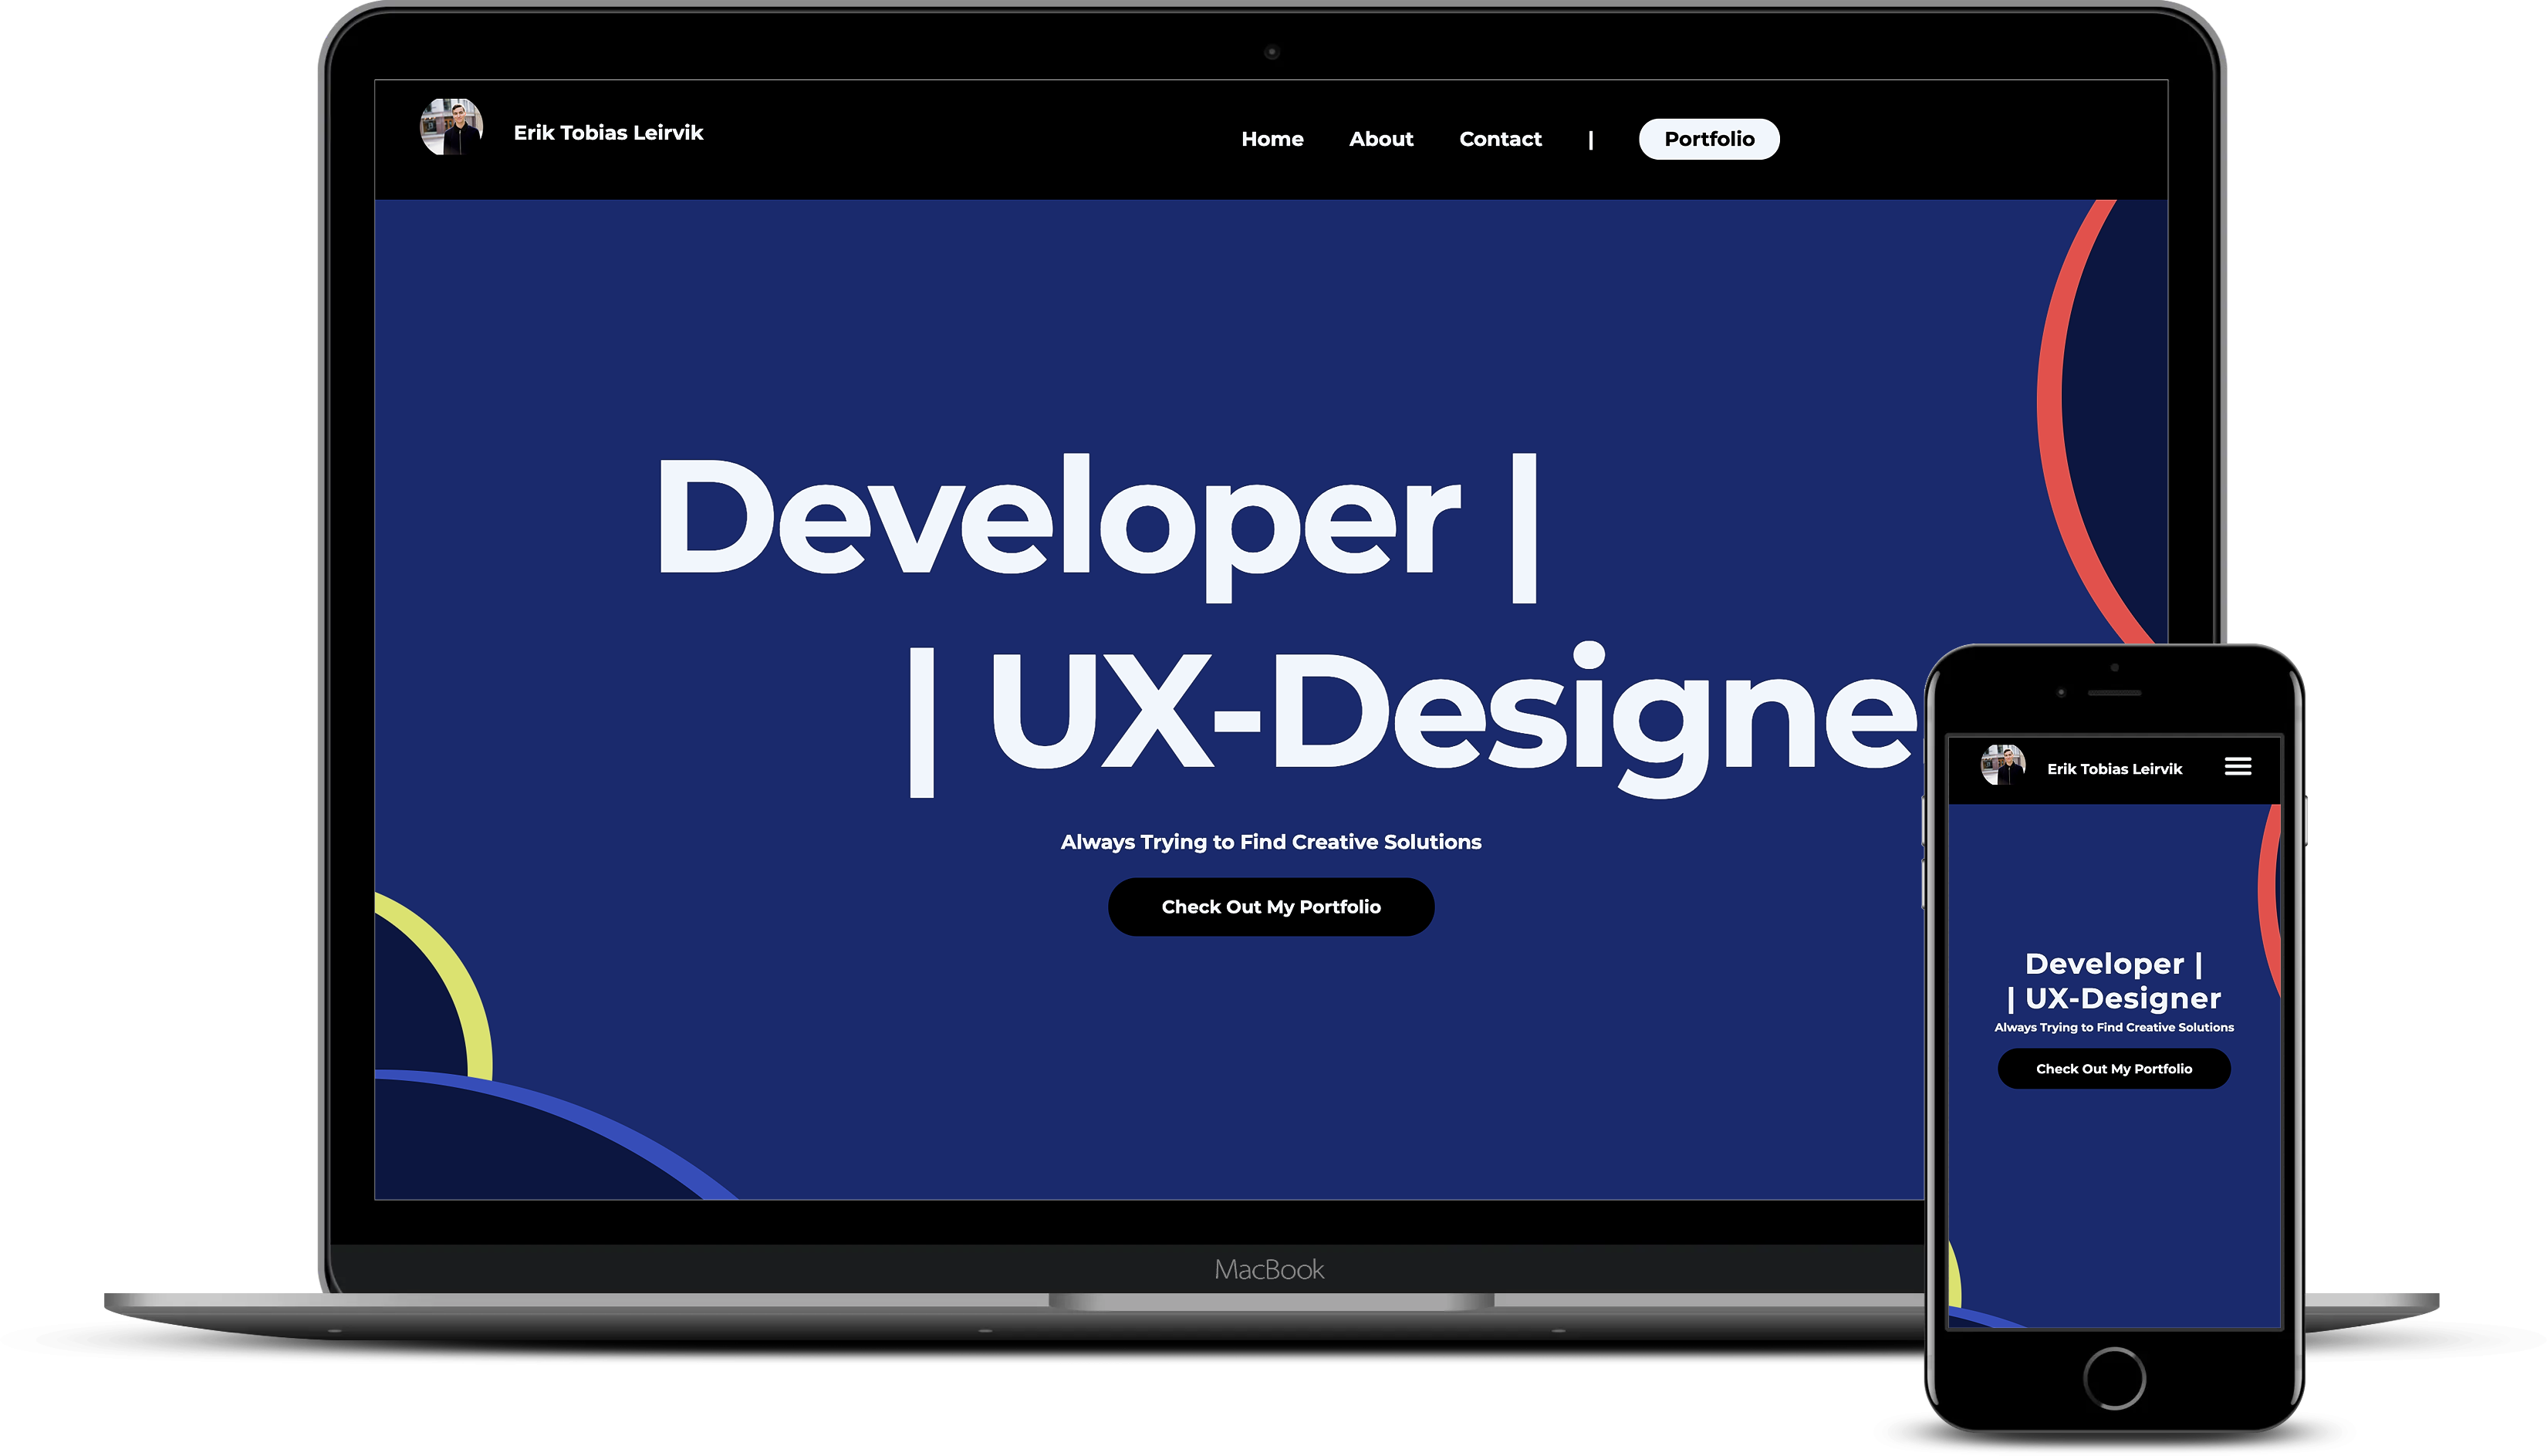 Erik Tobias Leirvik
Home About Contact | Portfolio
Developer |
| UX-Designe
Always Trying to Find Creative Solutions
Check Out My Portfolio
MacBook
Erik Tobias Leirvik
Developer |
| UX-Designer
Always Trying to Find Creative Solutions
Check Out My Portfolio